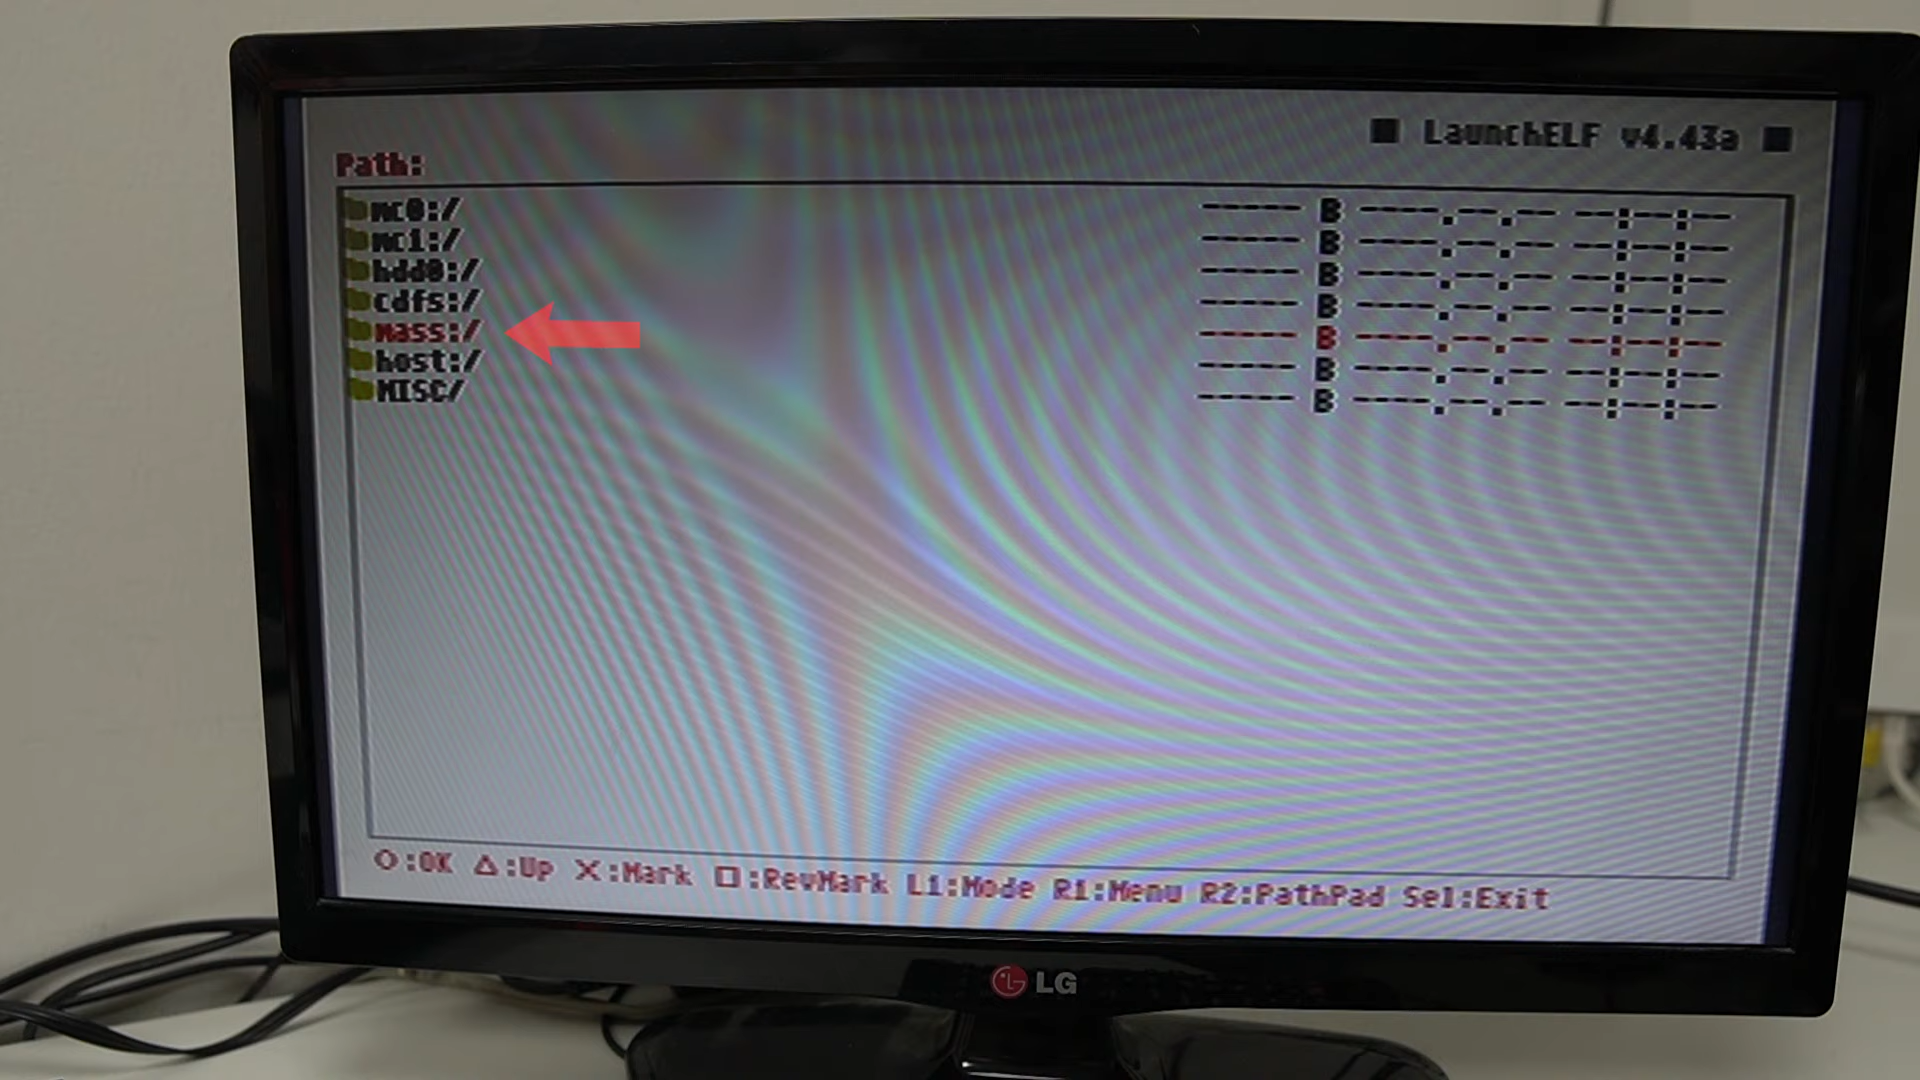 ■ LaunchELF v4.43a ■
Path:
mc0:/ ------ B ----.--.-- --:--:--
mc1:/ ------ B ----.--.-- --:--:--
hdd0:/ ------ B ----.--.-- --:--:--
cdfs:/ ------ B ----.--.-- --:--:--
mass:/ ------ B ----.--.-- --:--:--
host:/ ------ B ----.--.-- --:--:--
MISC/ ------ B ----.--.-- --:--:--
○:OK △:Up ×:Mark □:RevMark L1:Mode R1:Menu R2:PathPad Sel:Exit
LG